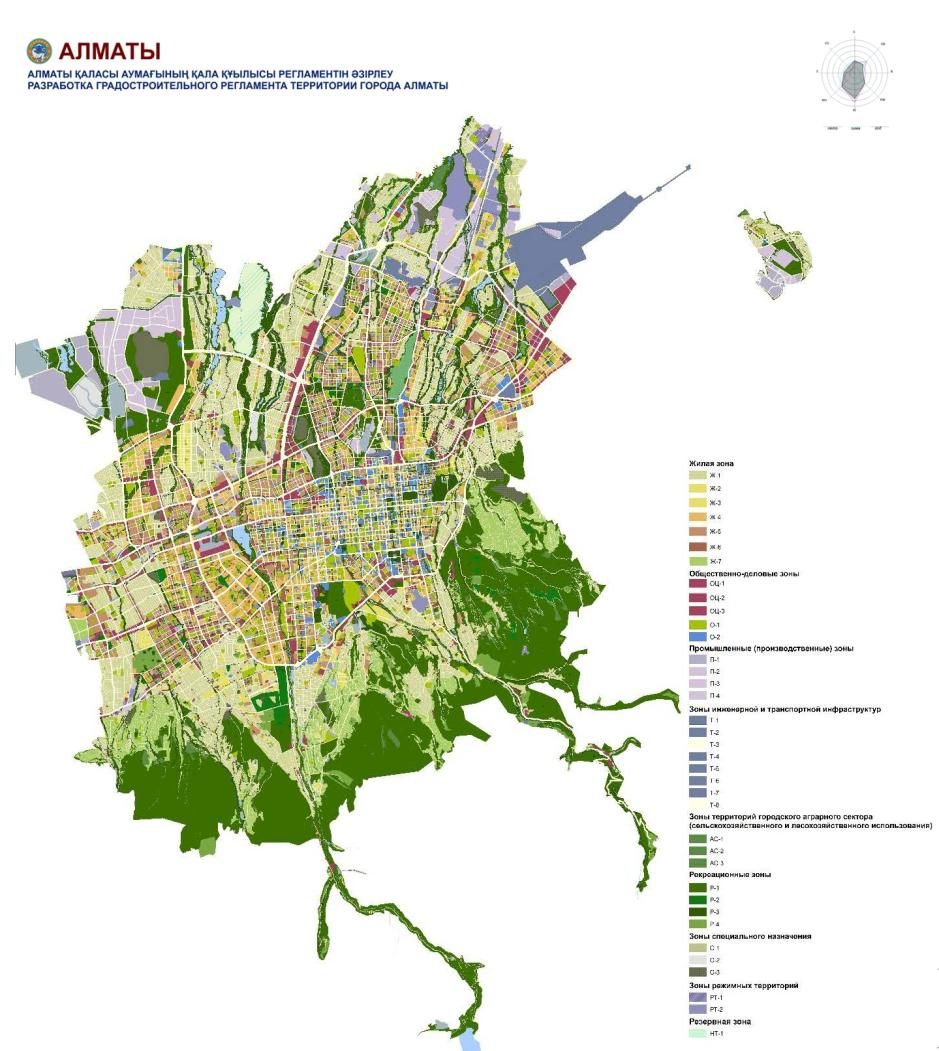 АЛМАТЫ
АЛМАТЫ ҚАЛАСЫ АУМАҒЫНЫҢ ҚАЛА ҚҰЫЛЫСЫ РЕГЛАМЕНТІН ӘЗІРЛЕУ
РАЗРАБОТКА ГРАДОСТРОИТЕЛЬНОГО РЕГЛАМЕНТА ТЕРРИТОРИИ ГОРОДА АЛМАТЫ
Жилая зона
Ж-1
Ж-2
Ж-3
Ж-4
Ж-5
Ж-6
Ж-7
Общественно-деловые зоны
ОЦ-1
ОЦ-2
ОЦ-3
О-1
О-2
Промышленные (производственные) зоны
П-1
П-2
П-3
П-4
Зоны инженерной и транспортной инфраструктур
Т-1
Т-2
Т-3
Т-4
Т-5
Т-6
Т-7
Т-8
Зоны территорий городского аграрного сектора
(сельскохозяйственного и лесохозяйственного использования)
АС-1
АС-2
АС-3
Рекреационные зоны
Р-1
Р-2
Р-3
Р-4
Зоны специального назначения
С-1
С-2
С-3
Зоны режимных территорий
РТ-1
РТ-2
Резервная зона
НТ-1